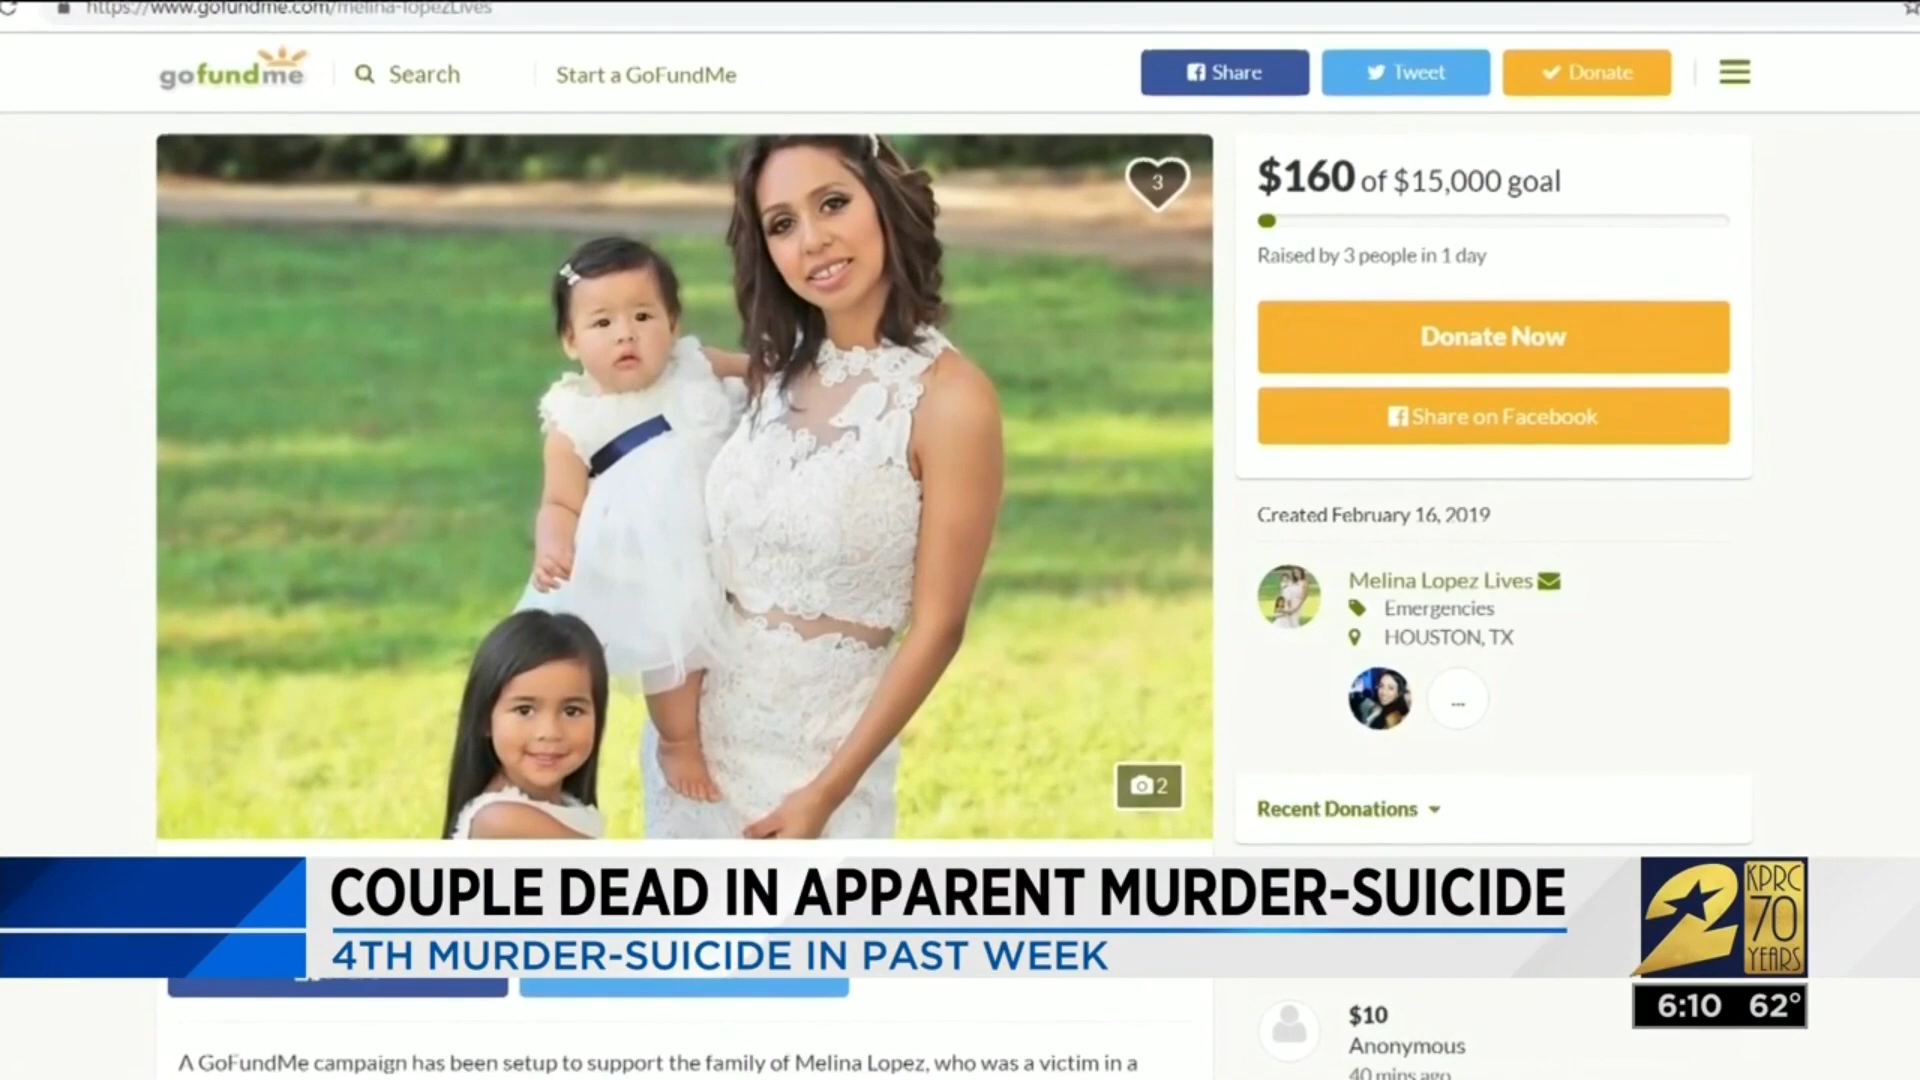 https://www.gofundme.com/melina-lopezLives
gofundme
Search
Start a GoFundMe
Share
Tweet
Donate
3
$160 of $15,000 goal
Raised by 3 people in 1 day
Donate Now
Share on Facebook
Created February 16, 2019
Melina Lopez Lives
Emergencies
HOUSTON, TX
...
2
Recent Donations
COUPLE DEAD IN APPARENT MURDER-SUICIDE
4TH MURDER-SUICIDE IN PAST WEEK
2
KPRC
70
YEARS
6:10 62°
$10
Anonymous
40 mins ago
A GoFundMe campaign has been setup to support the family of Melina Lopez, who was a victim in a